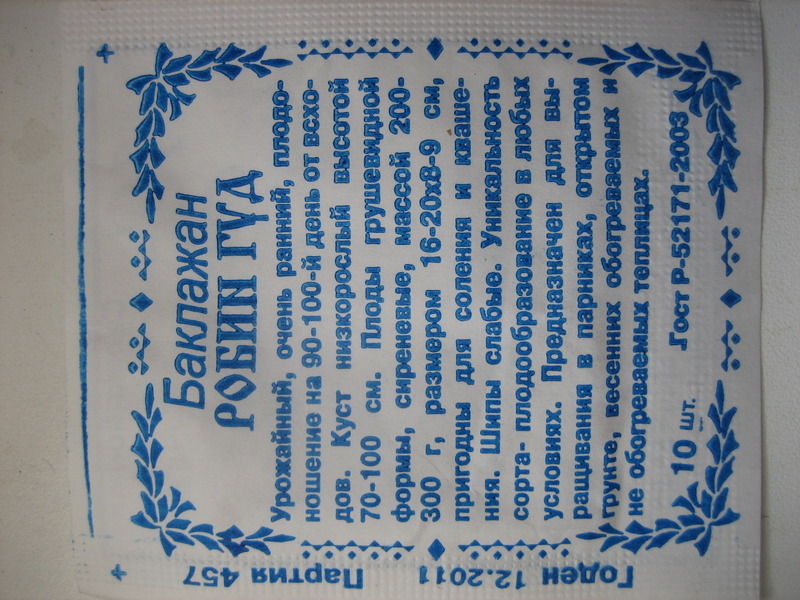 Баклажан
РОБИН ГУД
Урожайный, очень ранний, плодо-
ношение на 90-100-й день от всхо-
дов. Куст низкорослый высотой
70-100 см. Плоды грушевидной
формы, сиреневые, массой 200-
300 г, размером 16-20х8-9 см,
пригодны для соления и кваше-
ния. Шипы слабые. Уникальность
сорта- плодообразование в любых
условиях. Предназначен для вы-
ращивания в парниках, открытом
грунте, весенних обогреваемых и
не обогреваемых теплицах.
10 шт. Гост Р-52171-2003
Годен 12.2011 Партия 457